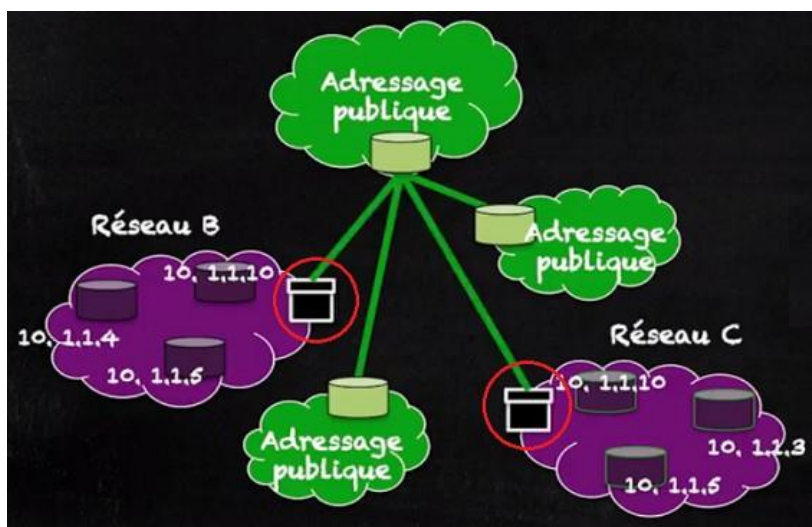 Adressage
publique
Réseau B
Adressage
publique
10, 1.1.10
10, 1.1.4
10, 1.1.5
Réseau C
10, 1.1.10
Adressage
publique
10, 1.1.3
10, 1.1.5